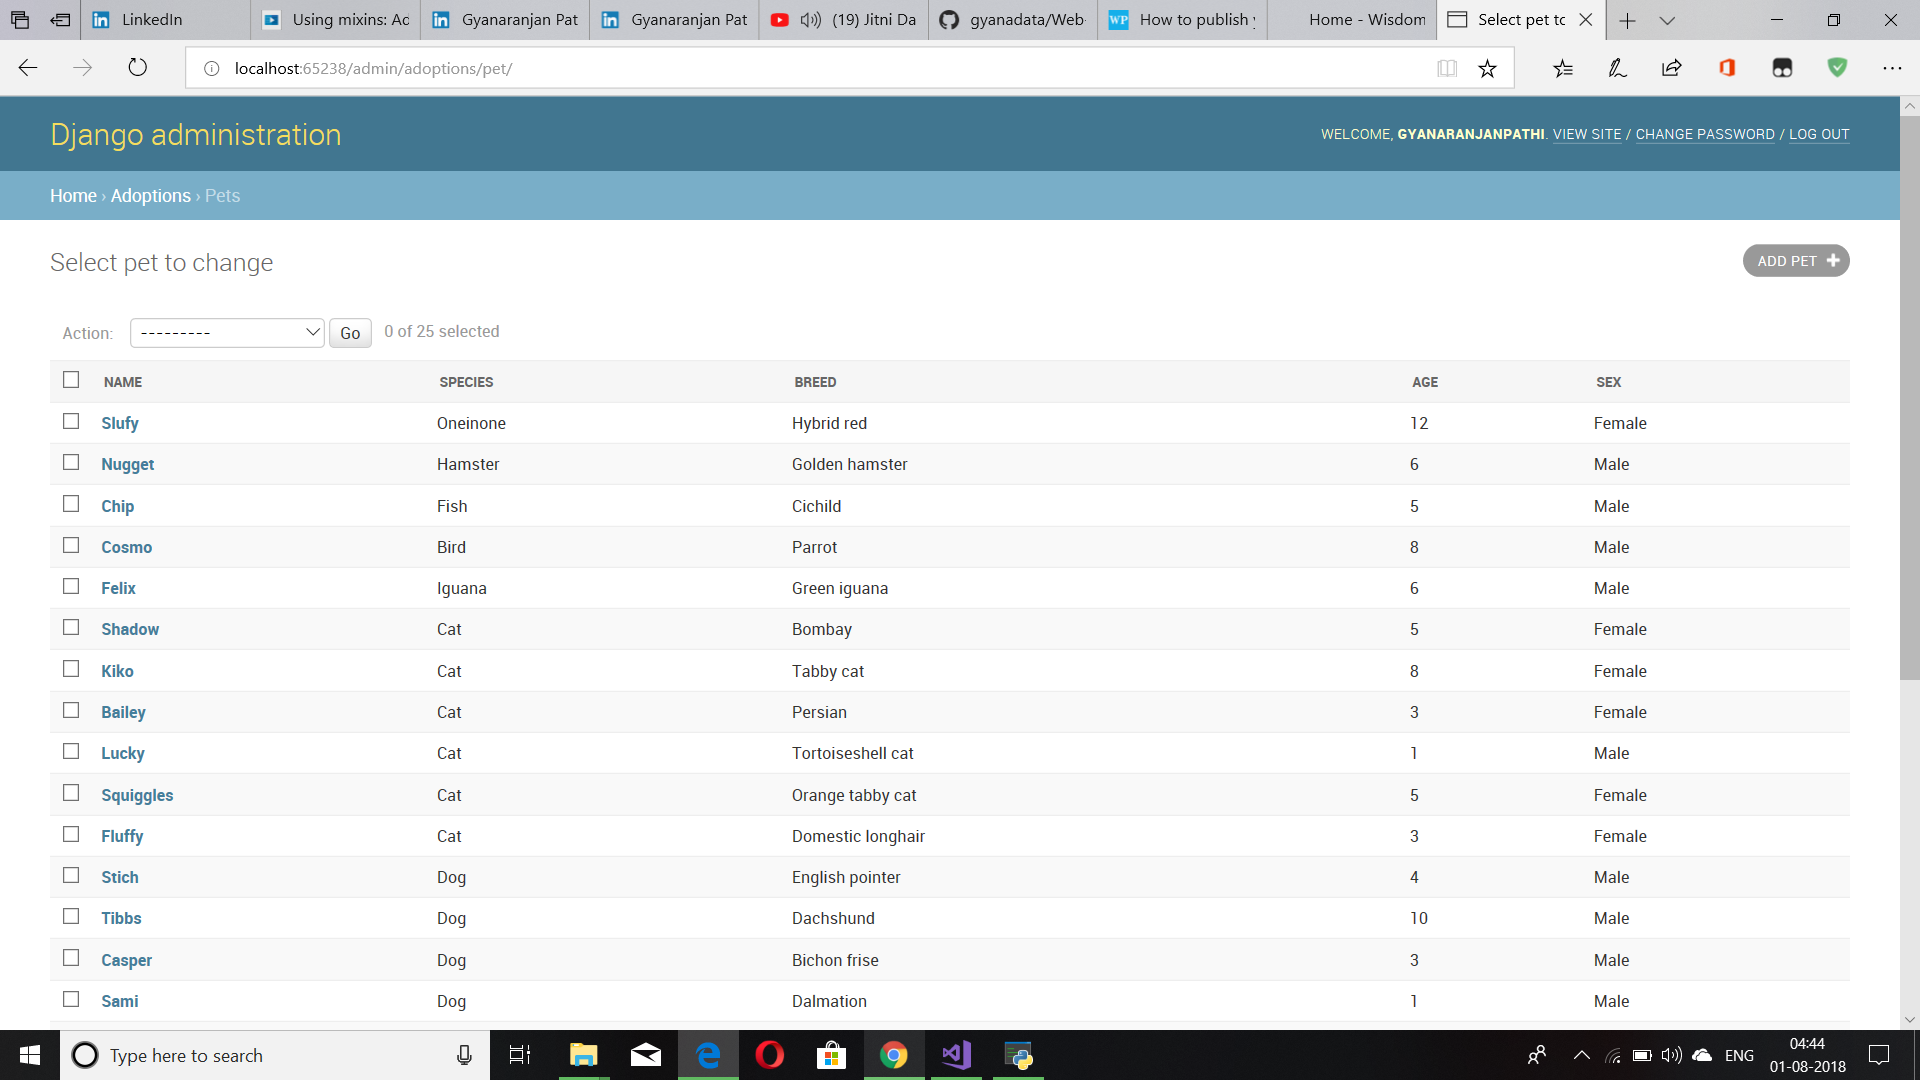 LinkedIn
Using mixins: Ad
Gyanaranjan Pat
Gyanaranjan Pat
(19) Jitni Da
gyanadata/Web-
WP How to publish y
Home - Wisdom
Select pet to
localhost:65238/admin/adoptions/pet/
Django administration
WELCOME, GYANARANJANPATHI. VIEW SITE / CHANGE PASSWORD / LOG OUT
Home › Adoptions › Pets
Select pet to change
ADD PET
Action: --------- Go 0 of 25 selected
NAME SPECIES BREED AGE SEX
Slufy Oneinone Hybrid red 12 Female
Nugget Hamster Golden hamster 6 Male
Chip Fish Cichild 5 Male
Cosmo Bird Parrot 8 Male
Felix Iguana Green iguana 6 Male
Shadow Cat Bombay 5 Female
Kiko Cat Tabby cat 8 Female
Bailey Cat Persian 3 Female
Lucky Cat Tortoiseshell cat 1 Male
Squiggles Cat Orange tabby cat 5 Female
Fluffy Cat Domestic longhair 3 Female
Stich Dog English pointer 4 Male
Tibbs Dog Dachshund 10 Male
Casper Dog Bichon frise 3 Male
Sami Dog Dalmation 1 Male
Type here to search
ENG
04:44
01-08-2018